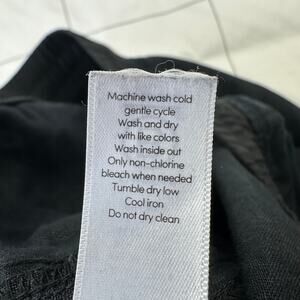 Machine wash cold
gentle cycle
Wash and dry
with like colors
Wash inside out
Only non-chlorine
bleach when needed
Tumble dry low
Cool iron
Do not dry clean